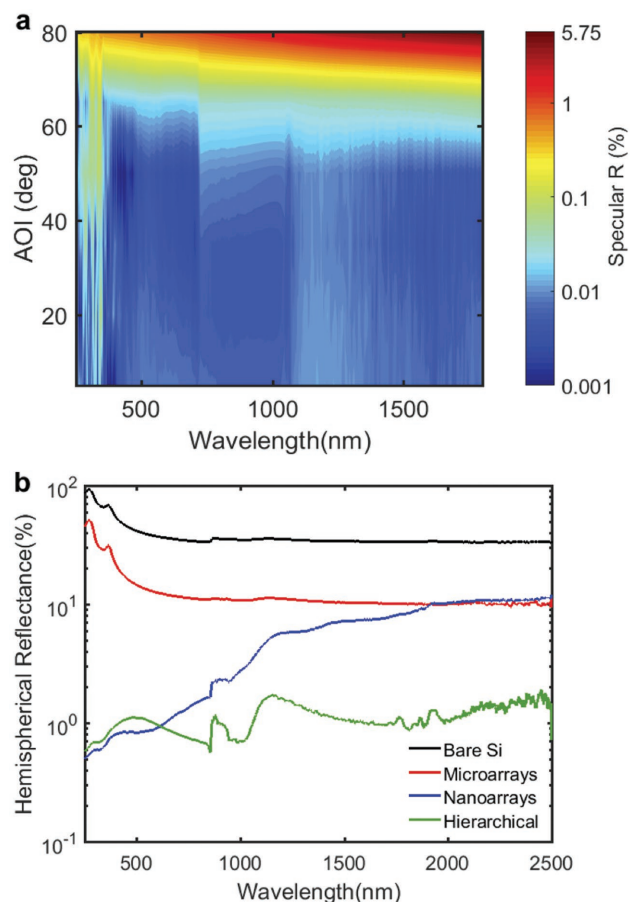 a
80
60
40
20
AOI (deg)
500
1000
1500
Wavelength(nm)
5.75
1
0.1
0.01
0.001
Specular R (%)
b
10^2
10^1
10^0
10^-1
Hemispherical Reflectance(%)
Bare Si
Microarrays
Nanoarrays
Hierarchical
500
1000
1500
2000
2500
Wavelength(nm)